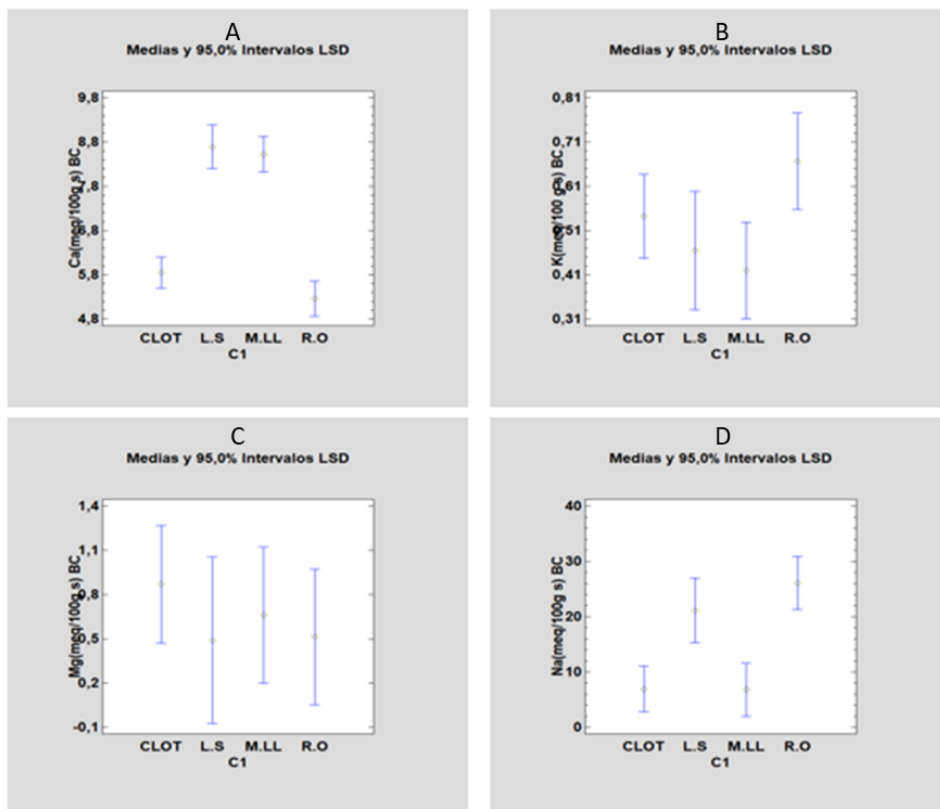 A
Medias y 95,0% Intervalos LSD
Ca(meq/100g s) BC
9,8
8,8
7,8
6,8
5,8
4,8
CLOT L.S M.LL R.O
C1
B
Medias y 95,0% Intervalos LSD
K(meq/100 g s) BC
0,81
0,71
0,61
0,51
0,41
0,31
CLOT L.S M.LL R.O
C1
C
Medias y 95,0% Intervalos LSD
Mg(meq/100g s) BC
1,4
1,1
0,8
0,5
0,2
-0,1
CLOT L.S M.LL R.O
C1
D
Medias y 95,0% Intervalos LSD
Na(meq/100g s) BC
40
30
20
10
0
CLOT L.S M.LL R.O
C1